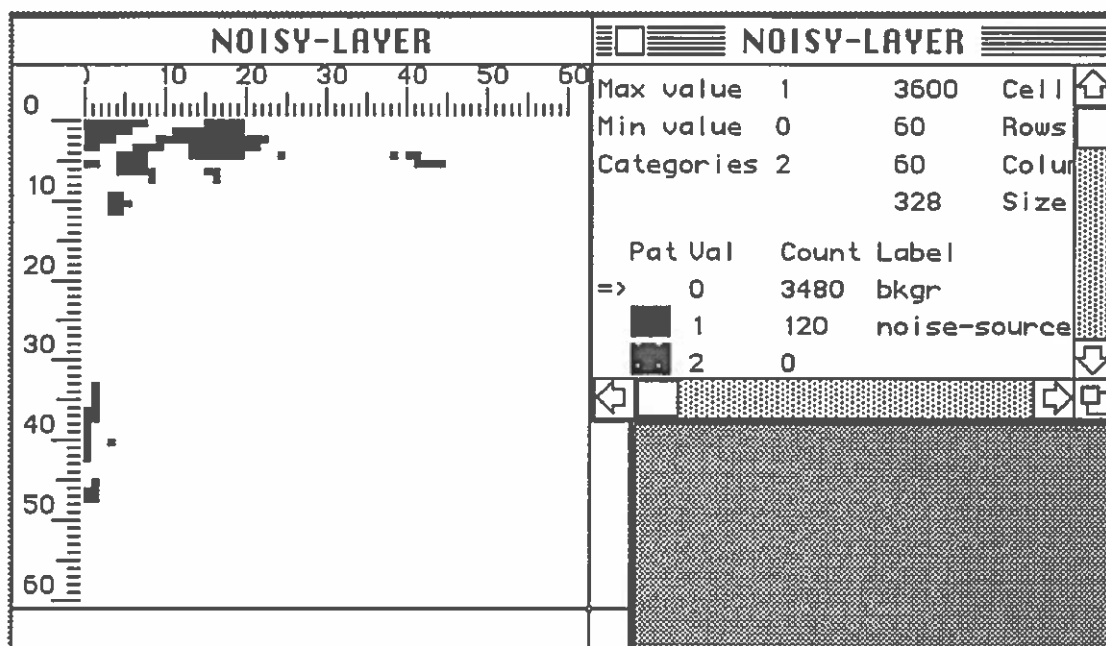 NOISY-LAYER
) 10 20 30 40 50 60
0
10
20
30
40
50
60
NOISY-LAYER
Max value 1 3600 Cell
Min value 0 60 Rows
Categories 2 60 Colum
328 Size
Pat Val Count Label
=> 0 3480 bkgr
1 120 noise-source
2 0